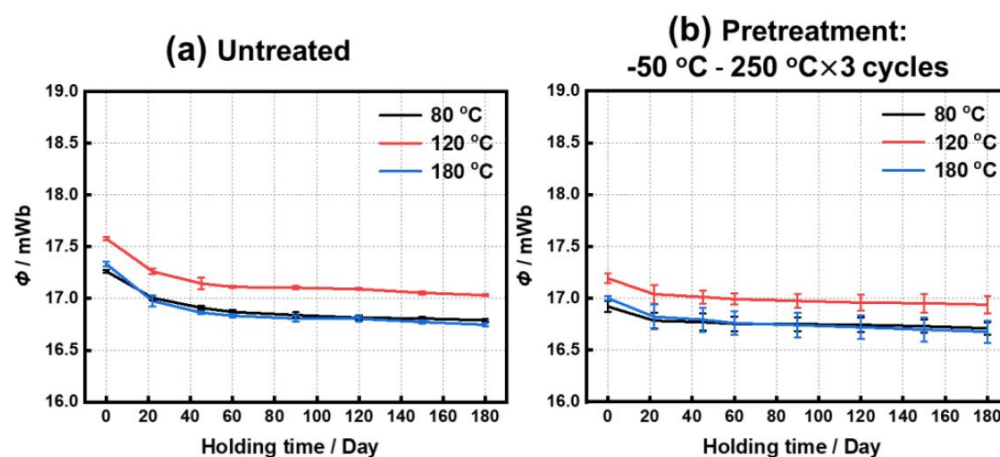 (a) Untreated
(b) Pretreatment:
-50 °C - 250 °C×3 cycles
19.0
18.5
18.0
17.5
17.0
16.5
16.0
Φ / mWb
80 °C
120 °C
180 °C
0 20 40 60 80 100 120 140 160 180
Holding time / Day
19.0
18.5
18.0
17.5
17.0
16.5
16.0
Φ / mWb
80 °C
120 °C
180 °C
0 20 40 60 80 100 120 140 160 180
Holding time / Day